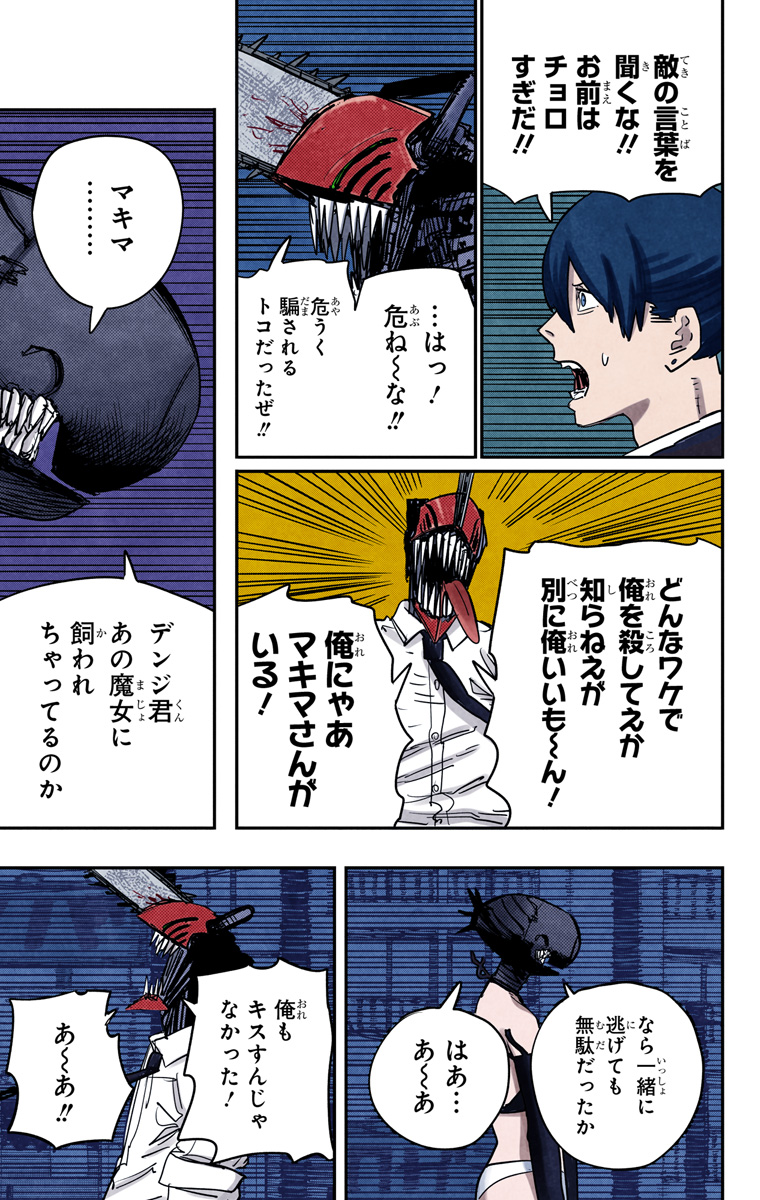 敵の言葉を
聞くな!!
お前は
チョロ
すぎだ!!
…はっ！
危ね〜な!!
危うく
騙される
トコだったぜ!!
どんなワケで
俺を殺してえか
知らねえが
別に俺いいも〜ん！
俺にゃあ
マキマさんが
いる！
マキマ
………
デンジ君
あの魔女に
飼われ
ちゃってるのか
なら一緒に
逃げても
無駄だったか
はあ…
あ〜あ
俺も
キスすんじゃ
なかった！
あ〜あ!!